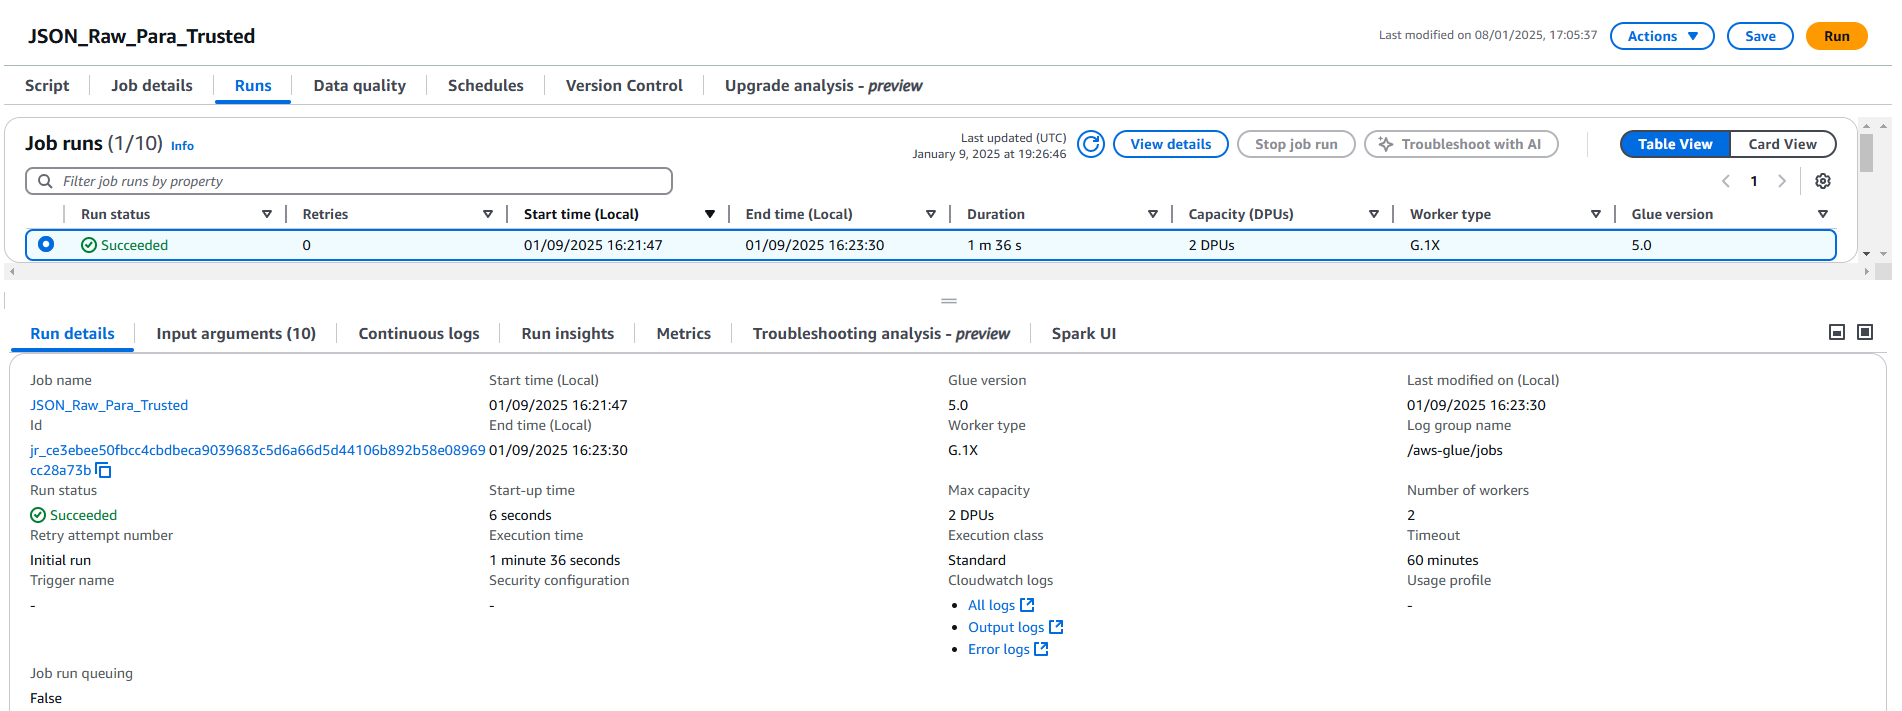 JSON_Raw_Para_Trusted
Last modified on 08/01/2025, 17:05:37
Actions
Save
Run
Script
Job details
Runs
Data quality
Schedules
Version Control
Upgrade analysis - preview
Job runs (1/10) Info
Last updated (UTC)
January 9, 2025 at 19:26:46
View details
Stop job run
Troubleshoot with AI
Table View
Card View
Filter job runs by property
1
Run status
Retries
Start time (Local)
End time (Local)
Duration
Capacity (DPUs)
Worker type
Glue version
Succeeded
0
01/09/2025 16:21:47
01/09/2025 16:23:30
1 m 36 s
2 DPUs
G.1X
5.0
Run details
Input arguments (10)
Continuous logs
Run insights
Metrics
Troubleshooting analysis - preview
Spark UI
Job name
JSON_Raw_Para_Trusted
Id
jr_ce3ebee50fbcc4cbdbeca9039683c5d6a66d5d44106b892b58e08969
cc28a73b
Run status
Succeeded
Retry attempt number
Initial run
Trigger name
-
Job run queuing
False
Start time (Local)
01/09/2025 16:21:47
End time (Local)
01/09/2025 16:23:30
Start-up time
6 seconds
Execution time
1 minute 36 seconds
Security configuration
-
Glue version
5.0
Worker type
G.1X
Max capacity
2 DPUs
Execution class
Standard
Cloudwatch logs
All logs
Output logs
Error logs
Last modified on (Local)
01/09/2025 16:23:30
Log group name
/aws-glue/jobs
Number of workers
2
Timeout
60 minutes
Usage profile
-